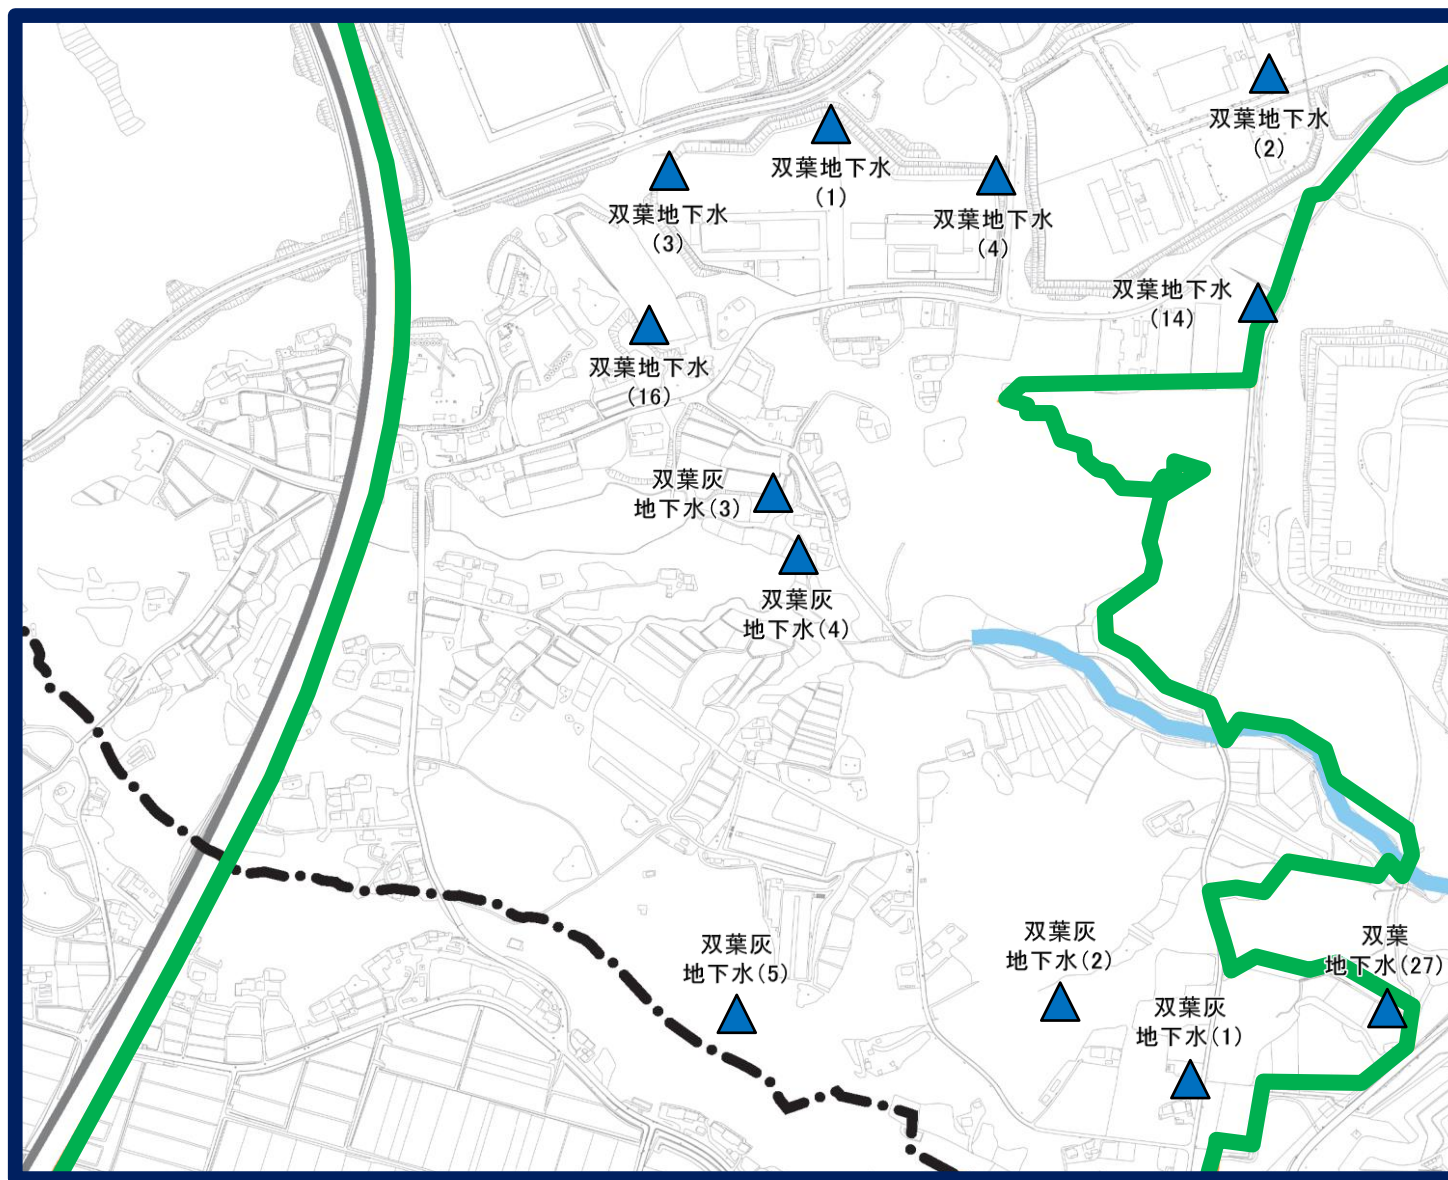 双葉地下水
(2)
双葉地下水
(1)
双葉地下水
(3)
双葉地下水
(4)
双葉地下水
(14)
双葉地下水
(16)
双葉灰
地下水(3)
双葉灰
地下水(4)
双葉灰
地下水(5)
双葉灰
地下水(2)
双葉
地下水(27)
双葉灰
地下水(1)